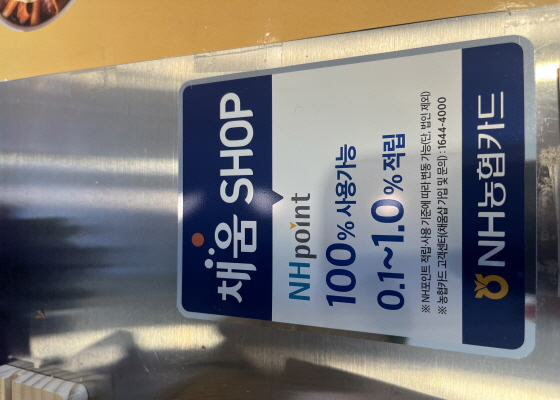 채움 SHOP
NHpoint
100% 사용가능
0.1~1.0% 적립
※ NH포인트 적립/사용 기준에 따라 변동 가능(단, 법인 제외)
※ 농협카드 고객센터(채움샵 가입 및 문의) : 1644-4000
NH농협카드